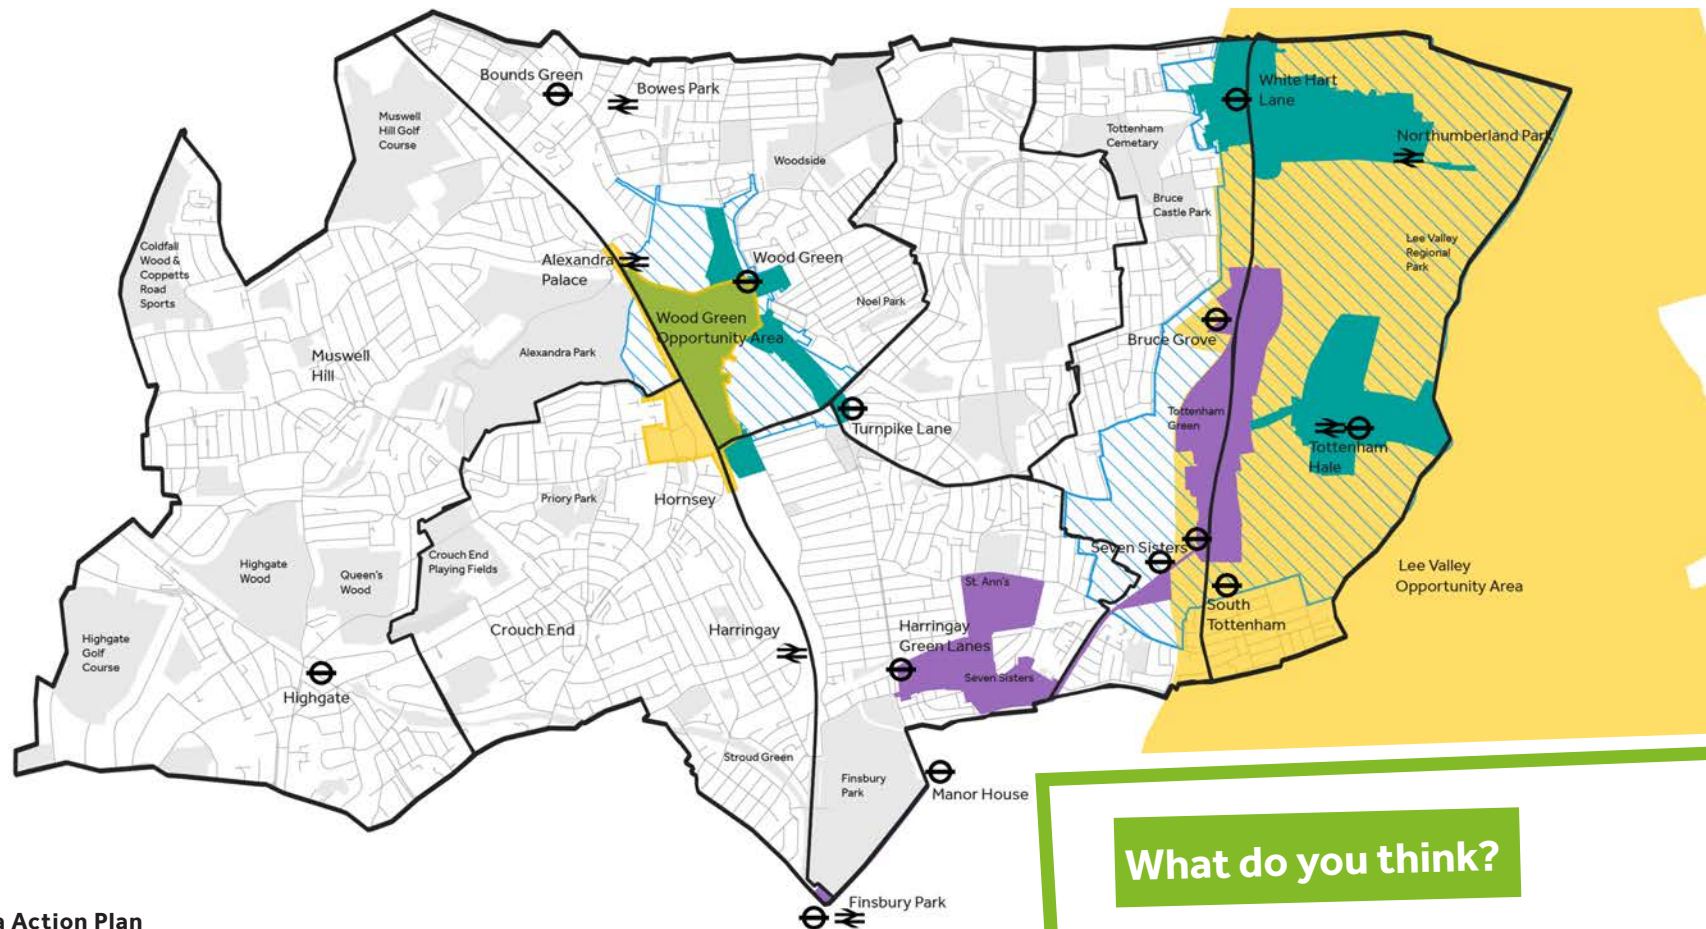 Bounds Green
Bowes Park
White Hart
Lane
Muswell
Hill Golf
Course
Tottenham
Cemetery
Northumberland Park
Woodside
Bruce
Castle Park
Coldfall
Wood &
Coppetts
Road
Sports
Alexandra
Palace
Wood Green
Lee Valley
Regional
Park
Noel Park
Wood Green
Opportunity Area
Bruce Grove
Muswell
Hill
Alexandra Park
Tottenham
Green
Turnpike Lane
Tottenham
Hale
Priory Park
Hornsey
Seven Sisters
Crouch End
Playing Fields
Highgate
Wood
Queen's
Wood
St. Ann's
Lee Valley
Opportunity Area
South
Tottenham
Highgate
Golf
Course
Crouch End
Harringay
Harringay
Green Lanes
Seven Sisters
Highgate
Stroud Green
Finsbury
Park
Manor House
What do you think?
Finsbury Park
a Action Plan